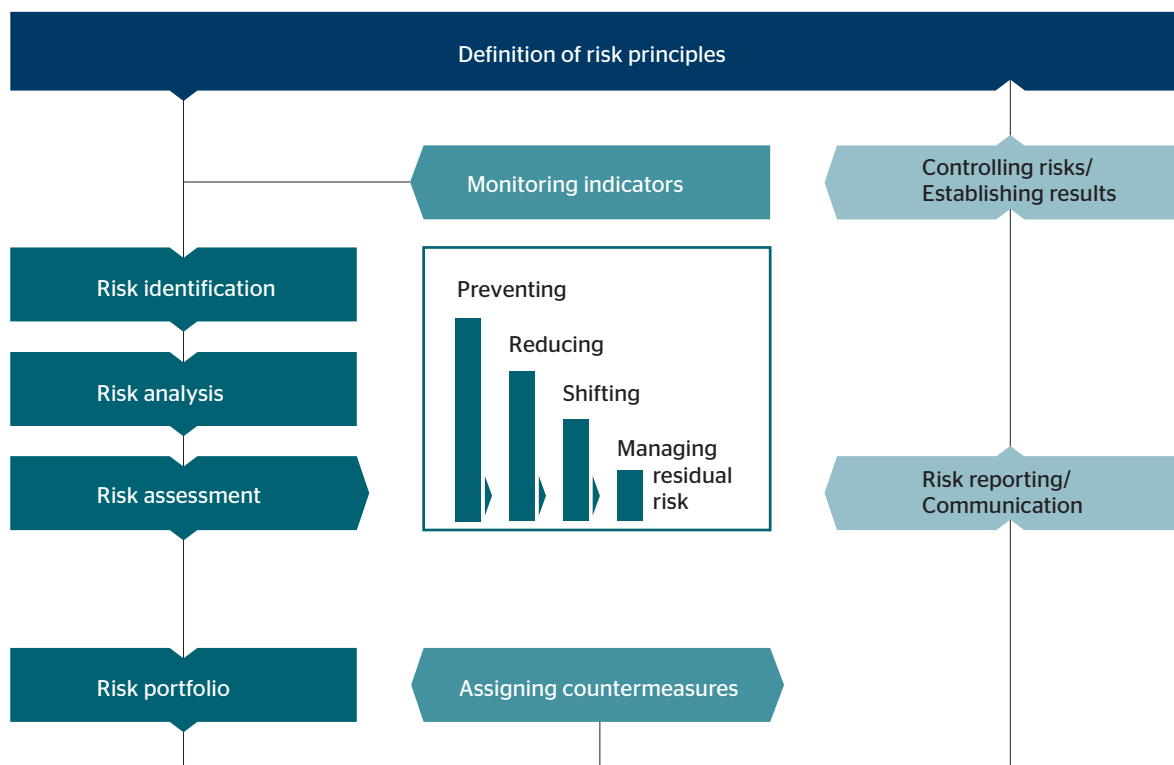 Definition of risk principles
Monitoring indicators
Controlling risks/
Establishing results
Risk identification
Risk analysis
Risk assessment
Preventing
Reducing
Shifting
Managing
residual
risk
Risk reporting/
Communication
Risk portfolio
Assigning countermeasures